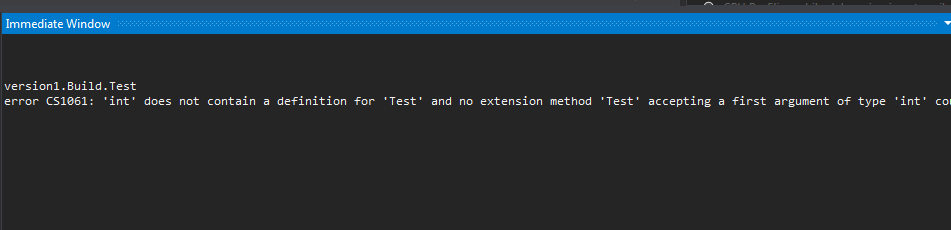 Immediate Window
version1.Build.Test
error CS1061: 'int' does not contain a definition for 'Test' and no extension method 'Test' accepting a first argument of type 'int' cou